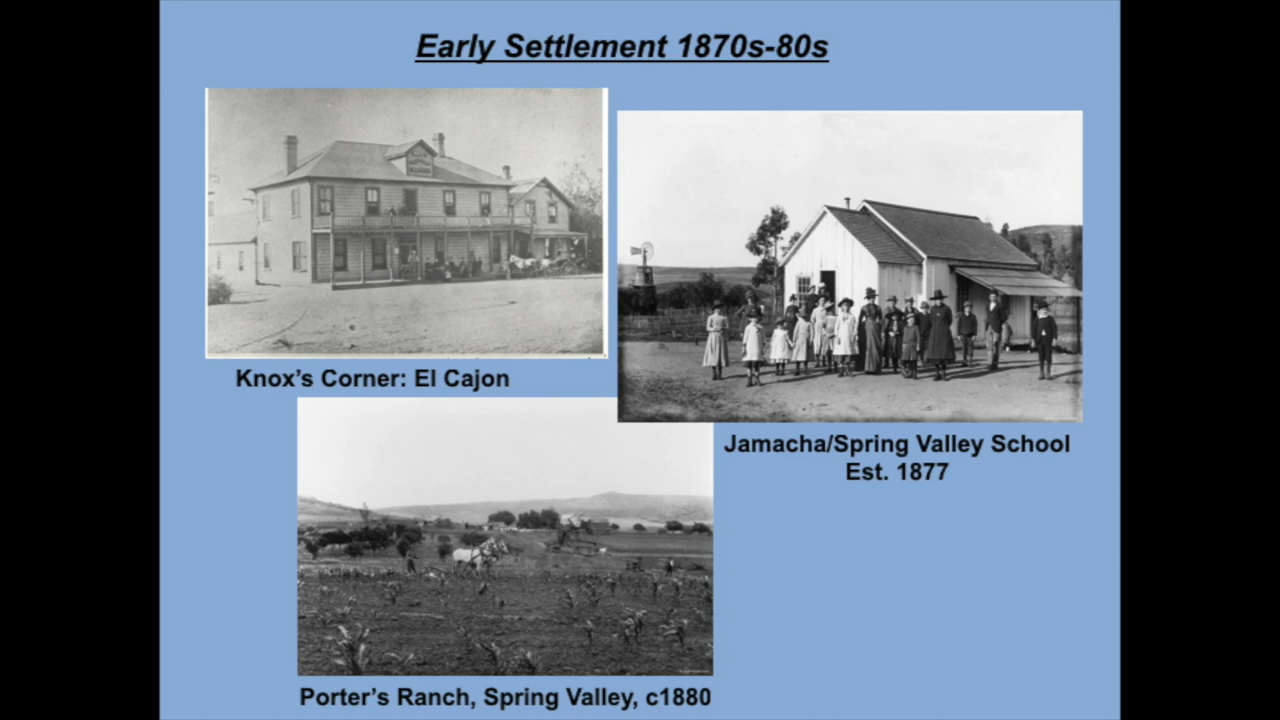 Early Settlement 1870s-80s
Knox's Corner: El Cajon
Jamacha/Spring Valley School
Est. 1877
Porter's Ranch, Spring Valley, c1880